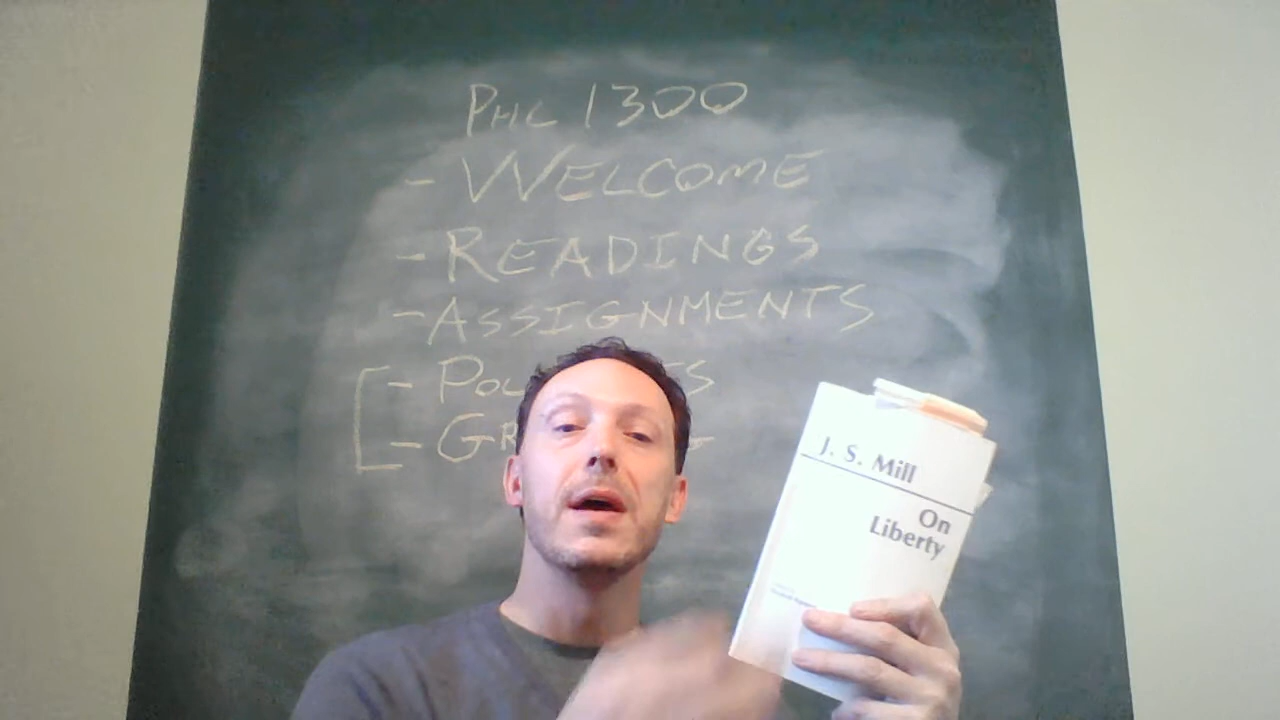 PHL 1300
- WELCOME
- READINGS
- ASSIGNMENTS
-
-
J. S. Mill
On
Liberty